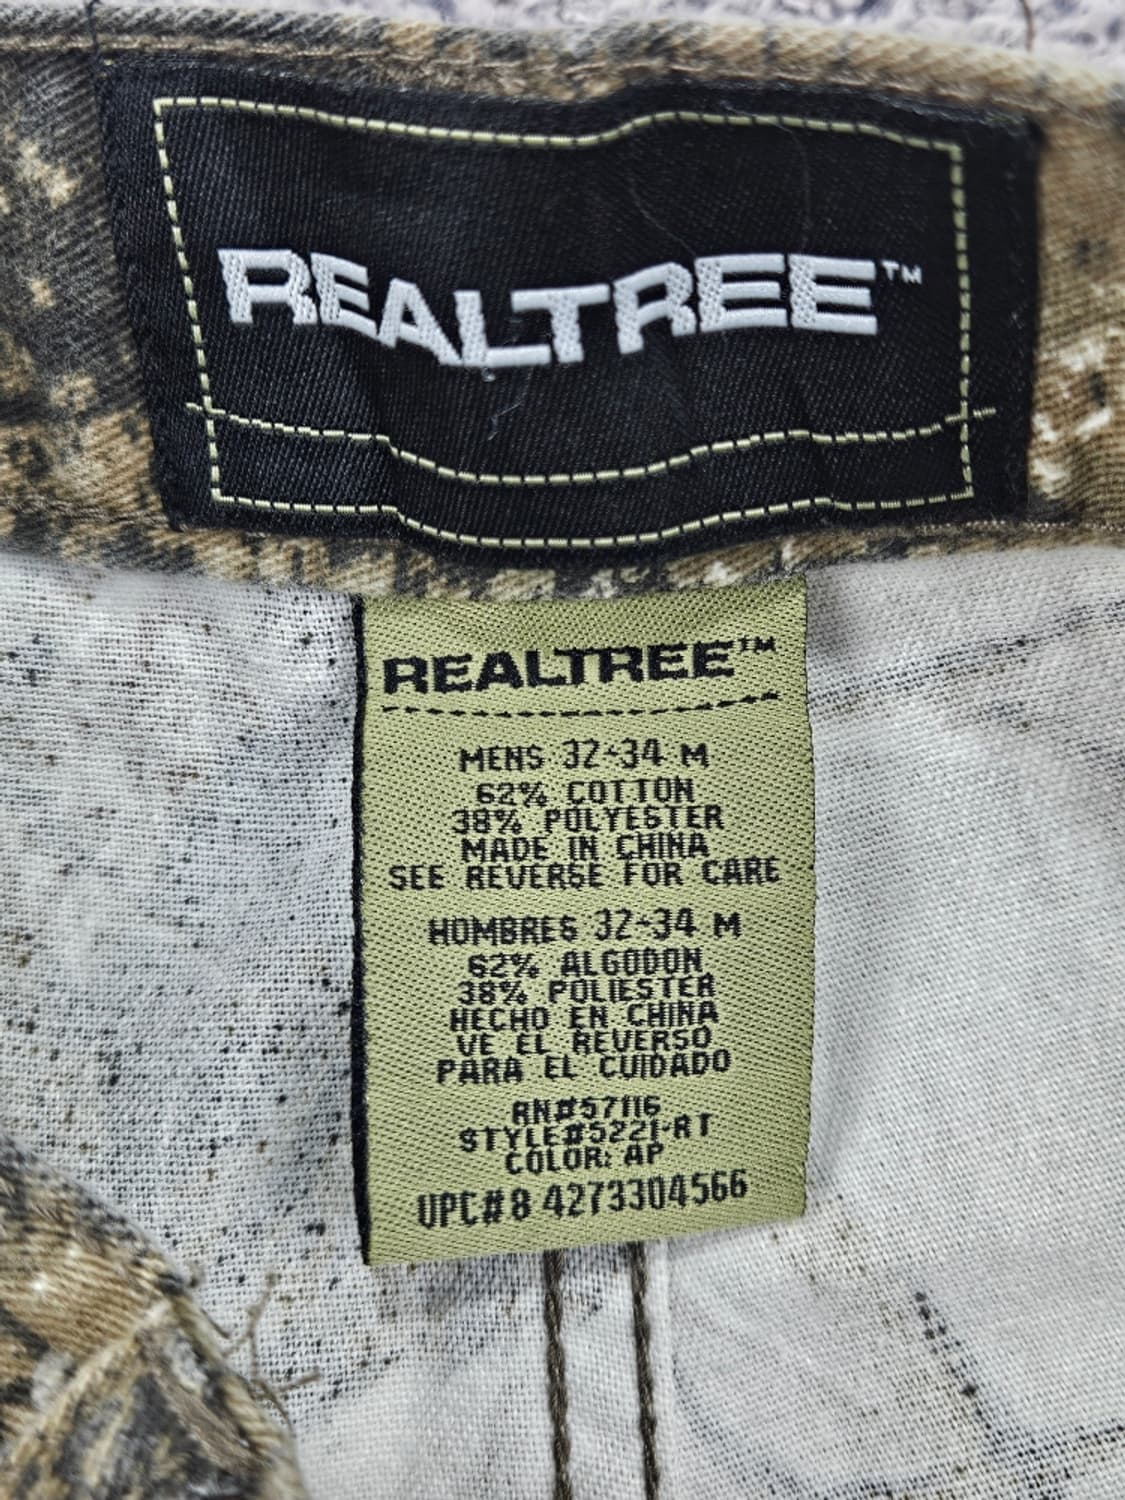 REALTREE™
REALTREE™
MENS 32-34 M
62% COTTON
38% POLYESTER
MADE IN CHINA
SEE REVERSE FOR CARE
HOMBRES 32-34 M
62% ALGODON
38% POLIESTER
HECHO EN CHINA
VE EL REVERSO
PARA EL CUIDADO
RN#57116
STYLE#5221-RT
COLOR: AP
UPC#8 4273304566